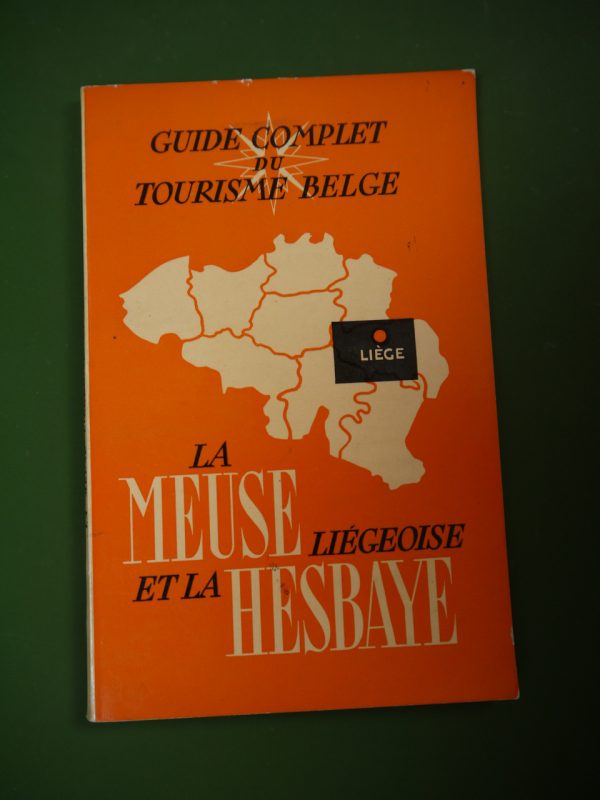 GUIDE COMPLET
DU
TOURISME BELGE
LIÈGE
LA
MEUSE LIÉGEOISE
ET LA HESBAYE